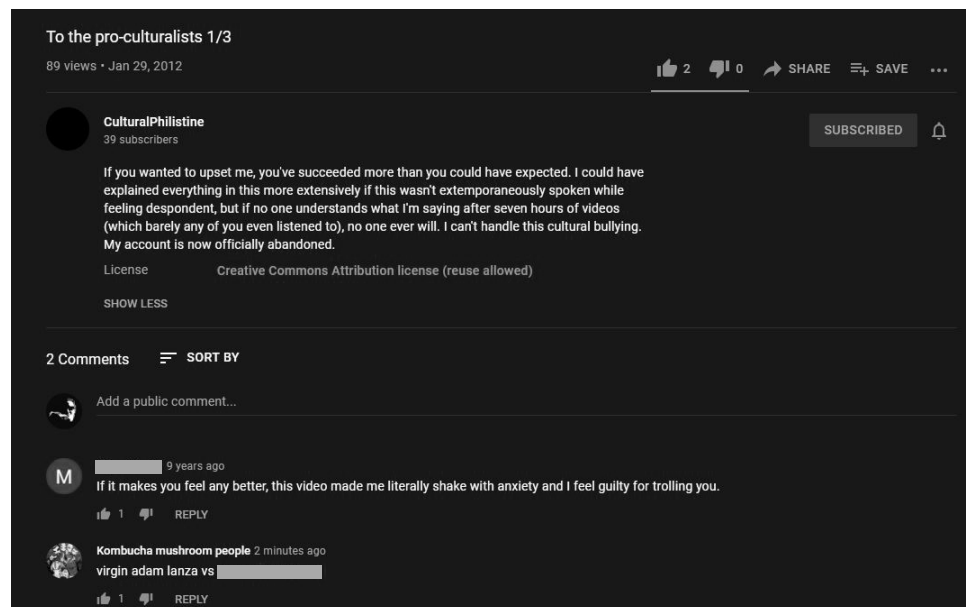 To the pro-culturalists 1/3
89 views • Jan 29, 2012
2 0 SHARE SAVE
CulturalPhilistine
39 subscribers
SUBSCRIBED
If you wanted to upset me, you've succeeded more than you could have expected. I could have
explained everything in this more extensively if this wasn't extemporaneously spoken while
feeling despondent, but if no one understands what I'm saying after seven hours of videos
(which barely any of you even listened to), no one ever will. I can't handle this cultural bullying.
My account is now officially abandoned.
License Creative Commons Attribution license (reuse allowed)
SHOW LESS
2 Comments SORT BY
Add a public comment...
M
9 years ago
If it makes you feel any better, this video made me literally shake with anxiety and I feel guilty for trolling you.
1 REPLY
Kombucha mushroom people 2 minutes ago
virgin adam lanza vs
1 REPLY